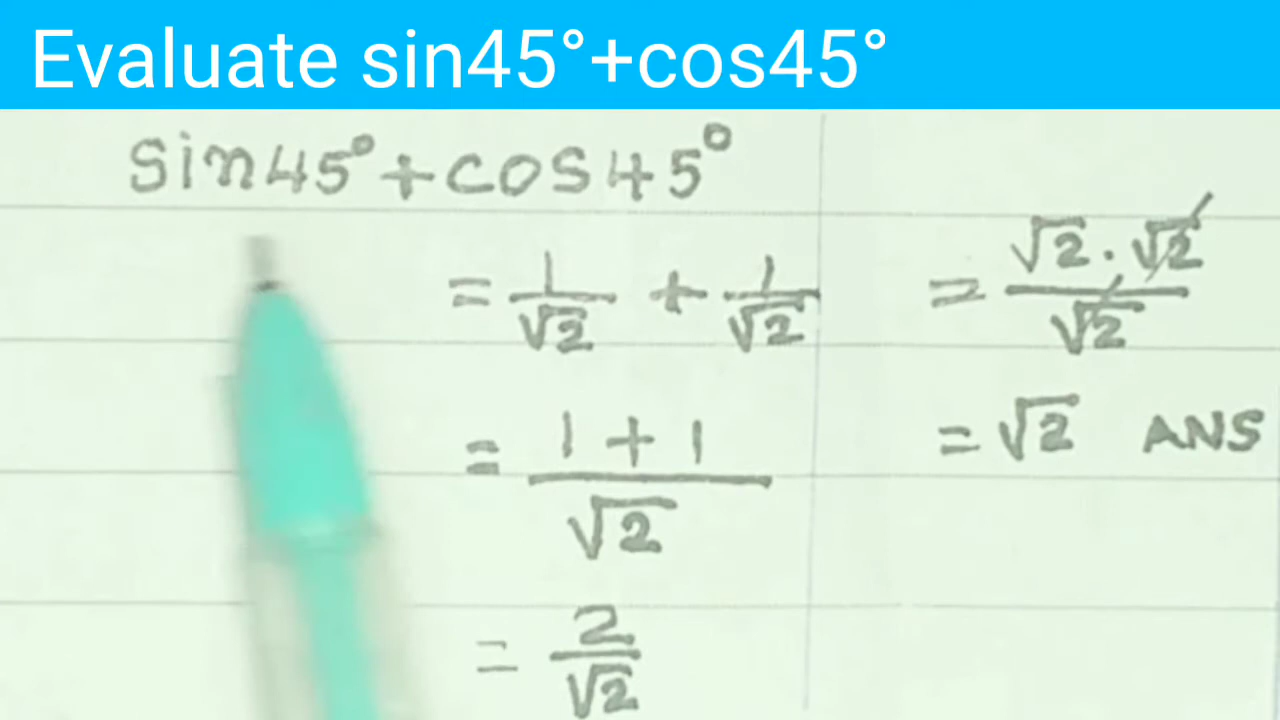 Evaluate sin45°+cos45°
sin45°+cos45°
= 1/√2 + 1/√2
= 1+1/√2
= 2/√2
= √2·√2/√2
= √2 ANS